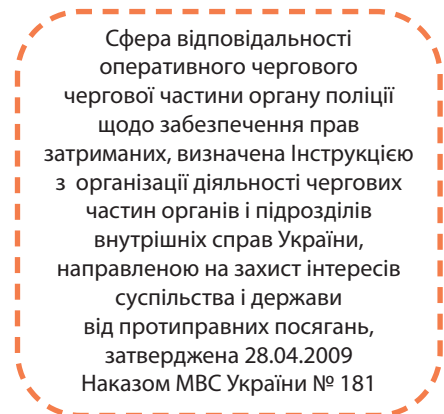 Сфера відповідальності
оперативного чергового
чергової частини органу поліції
щодо забезпечення прав
затриманих, визначена Інструкцією
з організації діяльності чергових
частин органів і підрозділів
внутрішніх справ України,
направленою на захист інтересів
суспільства і держави
від протиправних посягань,
затверджена 28.04.2009
Наказом МВС України № 181